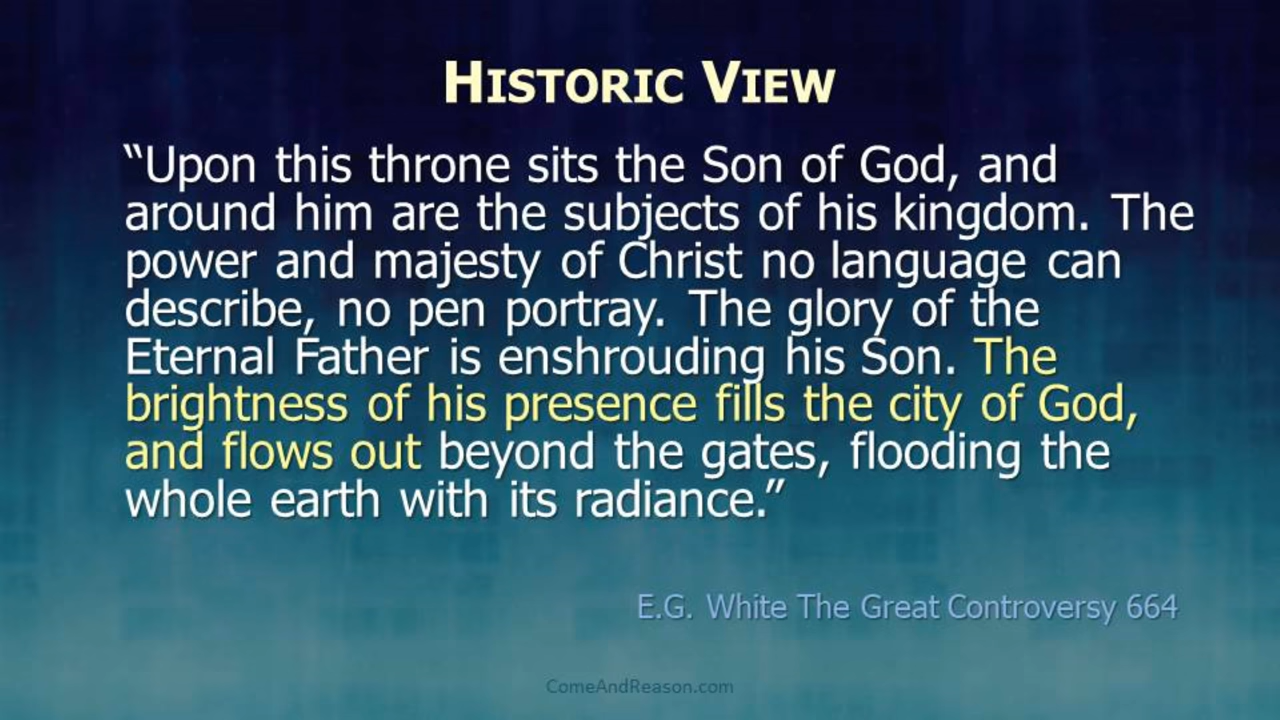 HISTORIC VIEW
“Upon this throne sits the Son of God, and
around him are the subjects of his kingdom. The
power and majesty of Christ no language can
describe, no pen portray. The glory of the
Eternal Father is enshrouding his Son. The
brightness of his presence fills the city of God,
and flows out beyond the gates, flooding the
whole earth with its radiance.”
E.G. White The Great Controversy 664
ComeAndReason.com